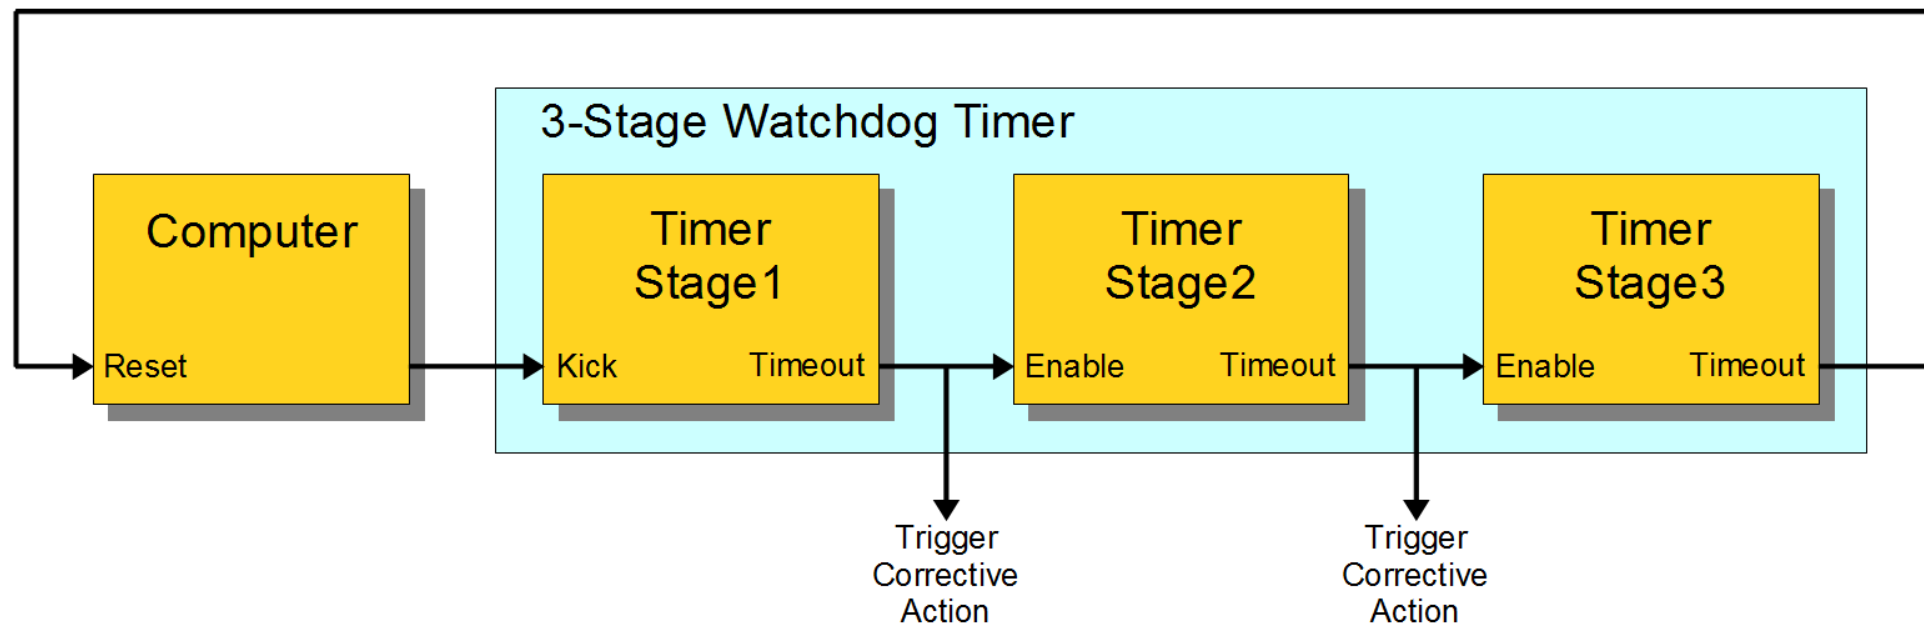 3-Stage Watchdog Timer
Computer
Reset
Timer
Stage1
Kick
Timeout
Timer
Stage2
Enable
Timeout
Timer
Stage3
Enable
Timeout
Trigger
Corrective
Action
Trigger
Corrective
Action